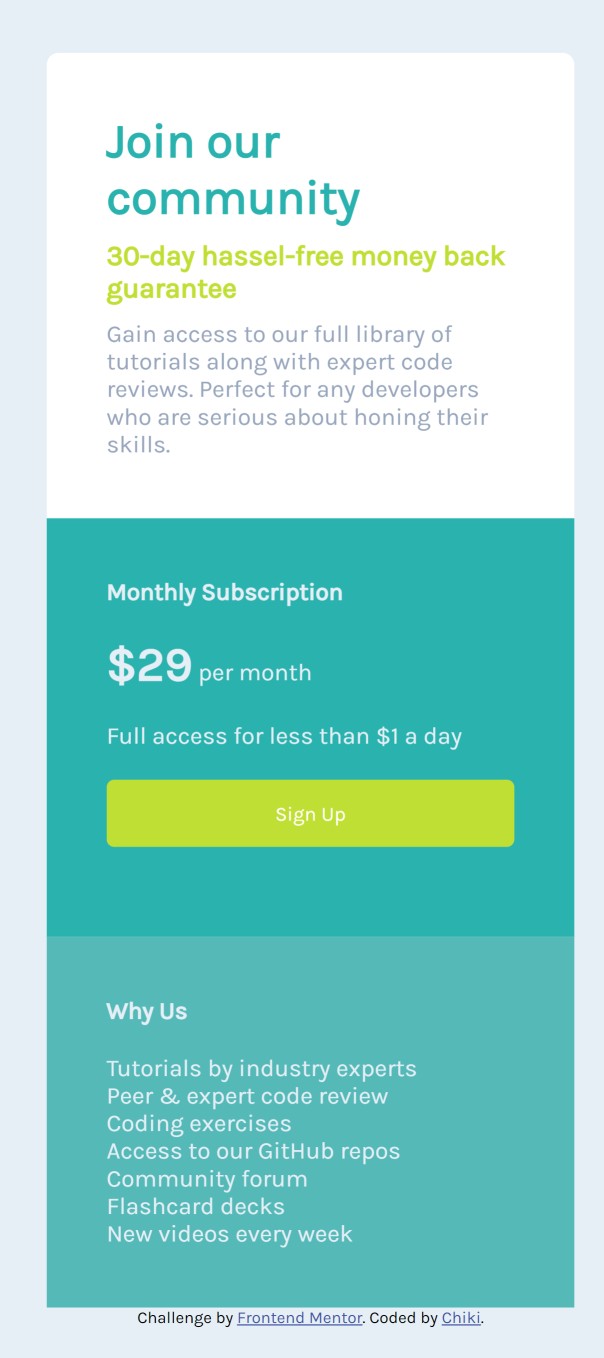 Join our
community
30-day hassel-free money back
guarantee
Gain access to our full library of
tutorials along with expert code
reviews. Perfect for any developers
who are serious about honing their
skills.
Monthly Subscription
$29 per month
Full access for less than $1 a day
Sign Up
Why Us
Tutorials by industry experts
Peer & expert code review
Coding exercises
Access to our GitHub repos
Community forum
Flashcard decks
New videos every week
Challenge by Frontend Mentor. Coded by Chiki.